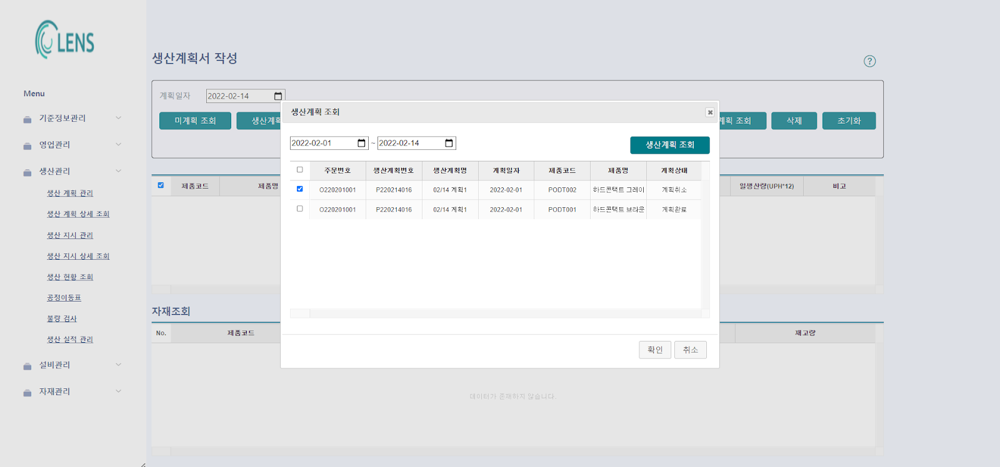 LENS
생산계획서 작성
?
Menu
계획일자 2022-02-14
기준정보관리
미계획 조회 생산계획 계획 조회 삭제 초기화
생산계획 조회
영업관리
2022-02-01 ~ 2022-02-14 생산계획 조회
생산관리
주문번호 생산계획번호 생산계획명 계획일자 제품코드 제품명 계획상태
제품코드 제품명 일생산량(UPH*12) 비고
O220201001 P220214016 02/14 계획1 2022-02-01 PODT002 하드콘택트 그레이 계획취소
생산 계획 관리
O220201001 P220214016 02/14 계획1 2022-02-01 PODT001 하드콘택트 브라운 계획완료
생산 계획 상세 조회
생산 지시 관리
생산 지시 상세 조회
생산 현황 조회
공정이동표
자재조회
불량 검사
No. 제품코드 재고량
생산 실적 관리
확인 취소
설비관리
자재관리
데이터가 존재하지 않습니다.